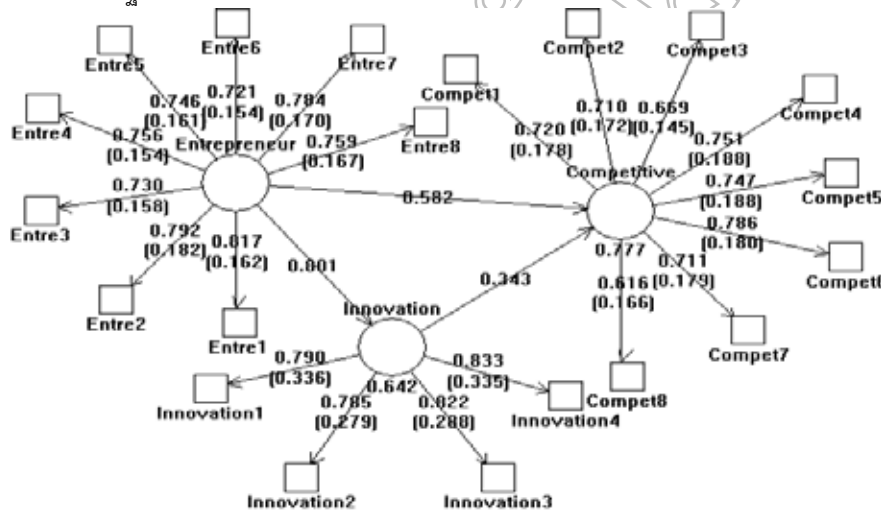 Entre6
Compet2
Compet3
Entre5
Entre7
Compet1
0.746
(0.161)
0.721
(0.154)
0.784
(0.170)
0.710
(0.172)
0.669
(0.145)
Compet4
Entre4
0.756
(0.154)
Entrepreneur
0.759
(0.167)
Entre8
0.720
(0.178)
0.751
(0.188)
Competitive
0.730
(0.158)
0.582
0.747
(0.188)
Compet5
Entre3
0.792
(0.182)
0.817
(0.162)
0.786
(0.180)
0.777
0.711
(0.179)
0.801
0.343
0.616
(0.166)
Compet6
Entre2
Innovation
Entre1
Compet7
0.790
(0.336)
0.833
(0.335)
0.642
Innovation1
0.785
(0.279)
0.822
(0.288)
Compet8
Innovation4
Innovation2
Innovation3